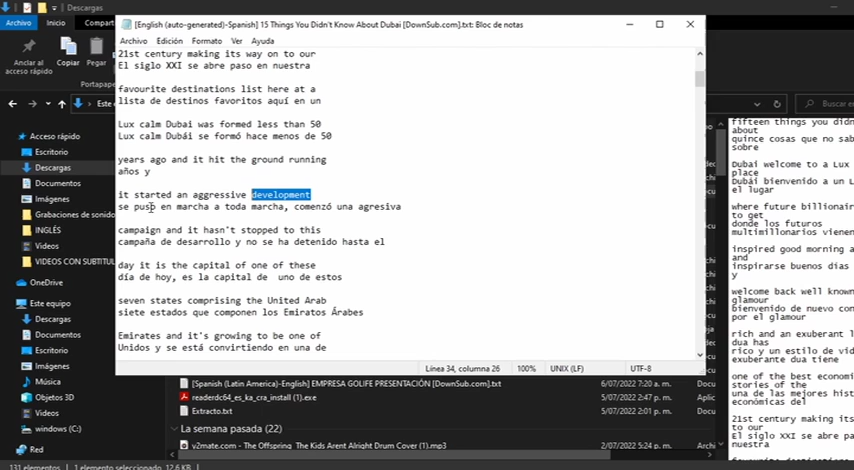 [English (auto-generated)-Spanish] 15 Things You Didn't Know About Dubai [DownSub.com].txt: Bloc de notas
Archivo Edición Formato Ver Ayuda
21st century making its way on to our
El siglo XXI se abre paso en nuestra
favourite destinations list here at a
lista de destinos favoritos aquí en un
Lux calm Dubai was formed less than 50
Lux calm Dubái se formó hace menos de 50
years ago and it hit the ground running
años y
it started an aggressive development
se puso en marcha a toda marcha, comenzó una agresiva
campaign and it hasn't stopped to this
campaña de desarrollo y no se ha detenido hasta el
day it is the capital of one of these
día de hoy, es la capital de uno de estos
seven states comprising the United Arab
siete estados que componen los Emiratos Árabes
Emirates and it's growing to be one of
Unidos y se está convirtiendo en una de
Línea 34, columna 26 100% UNIX (LF) UTF-8
Descargas
Archivo Inicio Compart
Anclar al
acceso rápido
Copiar
Pegar
Portapape
Este e
Acceso rápido
Escritorio
Descargas
Documentos
Imágenes
Grabaciones de sonido
INGLÉS
Videos
VIDEOS CON SUBTITUL
OneDrive
Este equipo
Descargas
Documentos
Escritorio
Imágenes
Música
Objetos 3D
Videos
windows (C:)
Red
131 elementos 1 elemento seleccionado 12,6 KB
[Spanish (Latin America)-English] EMPRESA GOLIFE PRESENTACIÓN [DownSub.com].txt 6/07/2022 7:20 a. m. Docu
readerdc64_es_ka_cra_install (1).exe 5/07/2022 2:47 p. m.
Extracto.txt 5/07/2022 2:01 p. m. Docu
La semana pasada (22)
y2mate.com - The Offspring The Kids Arent Alright Drum Cover (1).mp3 2/07/2022 5:24 p. m.
Buscar en
fifteen things you didn
about
quince cosas que no sab
sobre
Dubai welcome to a Lux
place
Dubái bienvenido a un L
el lugar
where future billionair
to get
donde los futuros
multimillonarios vienen
inspired good morning a
and
inspirarse buenos días
y
welcome back well known
glamour
bienvenido de nuevo con
por el glamour
rich and an exuberant l
dua has
rico y un estilo de vid
exuberante dua tiene
one of the best economi
stories of the
una de las mejores hist
económicas del
21st century making its
to our
El siglo XXI se abre pa
nuestra